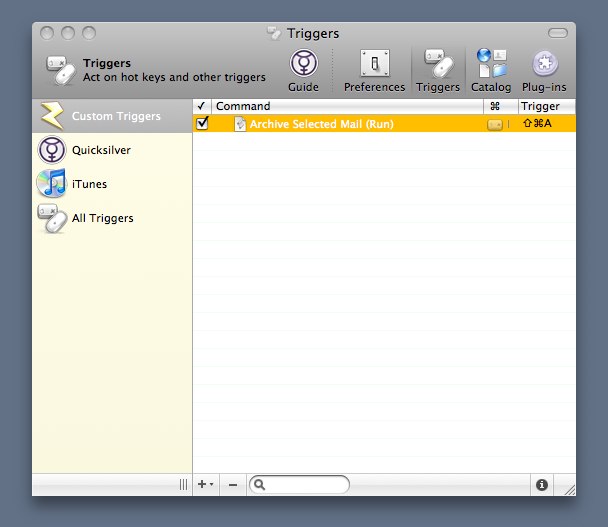 Triggers
Triggers
Act on hot keys and other triggers
Guide
Preferences
Triggers
Catalog
Plug-ins
Custom Triggers
Quicksilver
iTunes
All Triggers
✓ Command ⌘ Trigger
Archive Selected Mail (Run) ⇧⌘A